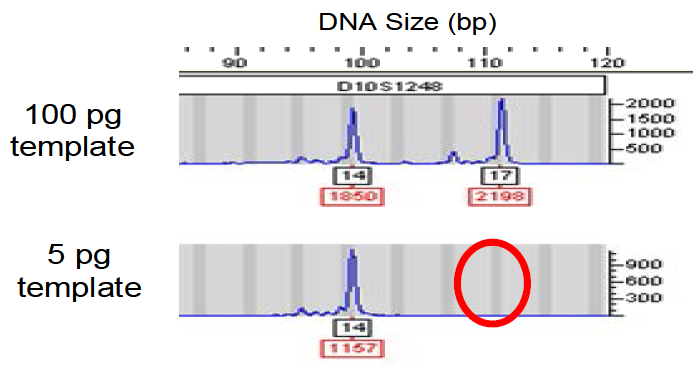 DNA Size (bp)
90 100 110 120
D10S1248
100 pg
template
2000
1500
1000
500
14 17
1850 2198
5 pg
template
900
600
300
14
1157